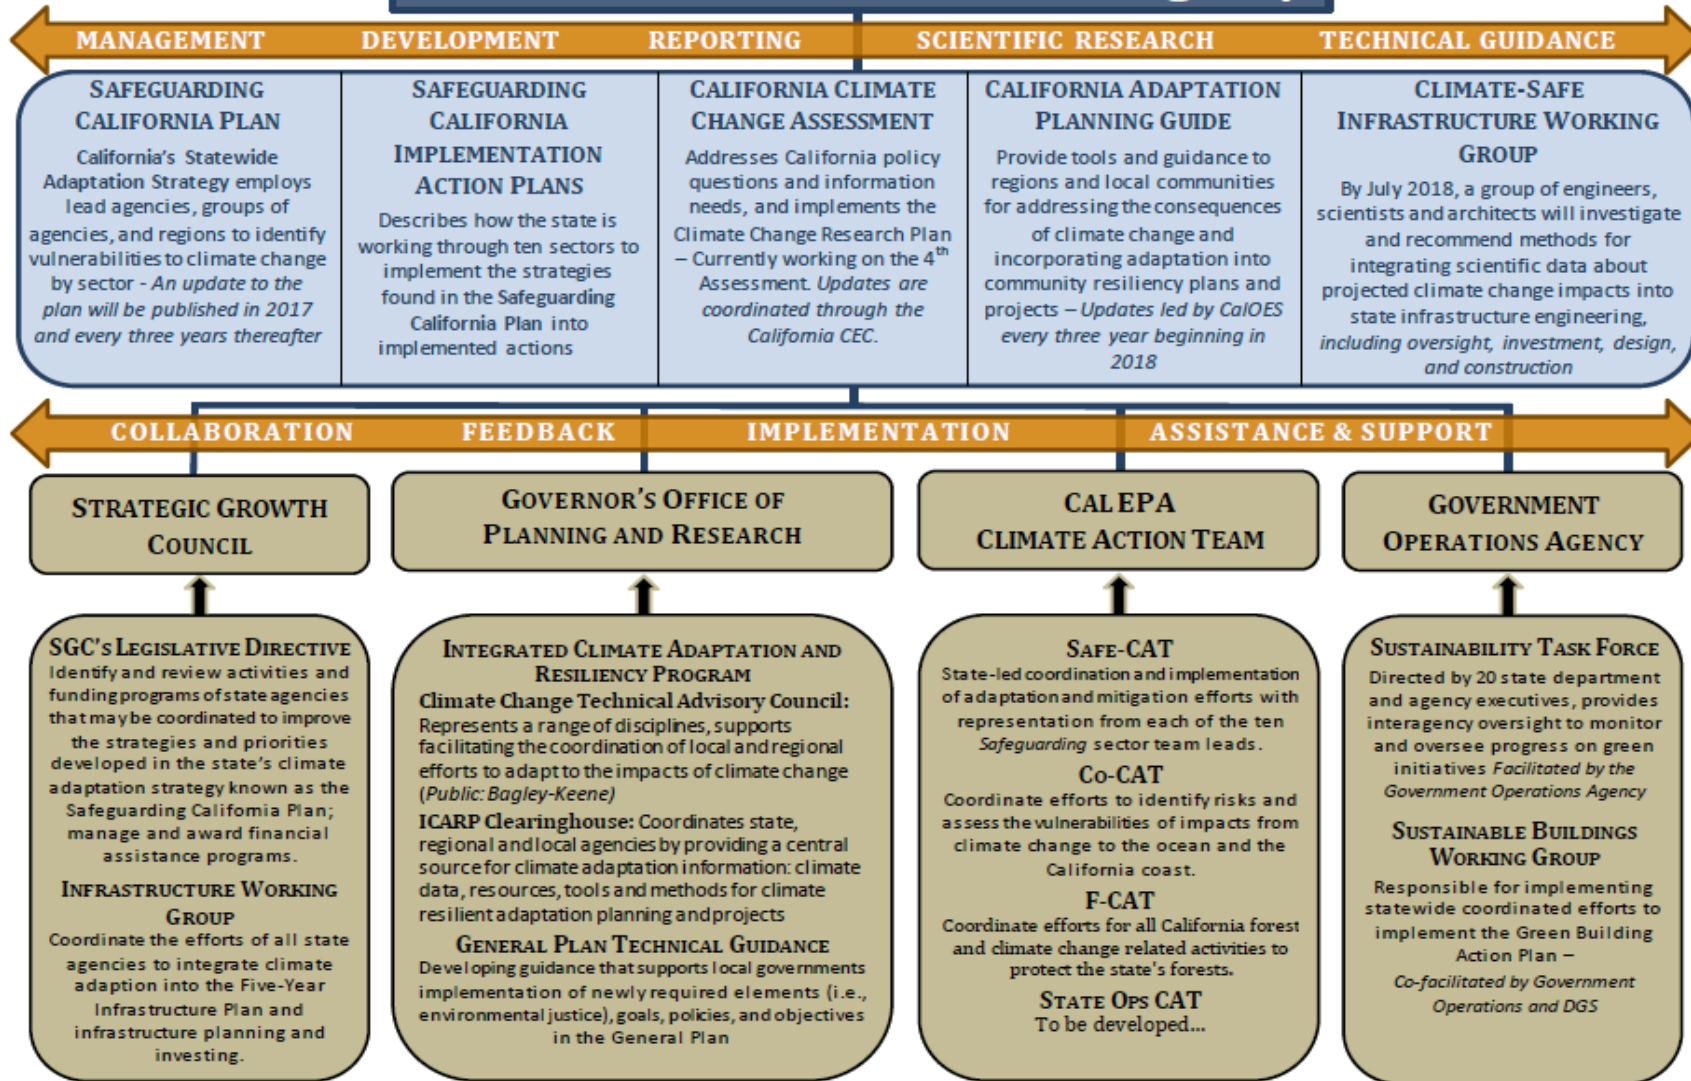 MANAGEMENT DEVELOPMENT REPORTING SCIENTIFIC RESEARCH TECHNICAL GUIDANCE
SAFEGUARDING
CALIFORNIA PLAN
California's Statewide
Adaptation Strategy employs
lead agencies, groups of
agencies, and regions to identify
vulnerabilities to climate change
by sector - An update to the
plan will be published in 2017
and every three years thereafter
SAFEGUARDING
CALIFORNIA
IMPLEMENTATION
ACTION PLANS
Describes how the state is
working through ten sectors to
implement the strategies
found in the Safeguarding
California Plan into
implemented actions
CALIFORNIA CLIMATE
CHANGE ASSESSMENT
Addresses California policy
questions and information
needs, and implements the
Climate Change Research Plan
– Currently working on the 4th
Assessment. Updates are
coordinated through the
California CEC.
CALIFORNIA ADAPTATION
PLANNING GUIDE
Provide tools and guidance to
regions and local communities
for addressing the consequences
of climate change and
incorporating adaptation into
community resiliency plans and
projects – Updates led by CalOES
every three year beginning in
2018
CLIMATE-SAFE
INFRASTRUCTURE WORKING
GROUP
By July 2018, a group of engineers,
scientists and architects will investigate
and recommend methods for
integrating scientific data about
projected climate change impacts into
state infrastructure engineering,
including oversight, investment, design,
and construction
COLLABORATION FEEDBACK IMPLEMENTATION ASSISTANCE & SUPPORT
STRATEGIC GROWTH
COUNCIL
GOVERNOR'S OFFICE OF
PLANNING AND RESEARCH
CAL EPA
CLIMATE ACTION TEAM
GOVERNMENT
OPERATIONS AGENCY
SGC'S LEGISLATIVE DIRECTIVE
Identify and review activities and
funding programs of state agencies
that may be coordinated to improve
the strategies and priorities
developed in the state's climate
adaptation strategy known as the
Safeguarding California Plan;
manage and award financial
assistance programs.
INFRASTRUCTURE WORKING
GROUP
Coordinate the efforts of all state
agencies to integrate climate
adaption into the Five-Year
Infrastructure Plan and
infrastructure planning and
investing.
INTEGRATED CLIMATE ADAPTATION AND
RESILIENCY PROGRAM
Climate Change Technical Advisory Council:
Represents a range of disciplines, supports
facilitating the coordination of local and regional
efforts to adapt to the impacts of climate change
(Public: Bagley-Keene)
ICARP Clearinghouse: Coordinates state,
regional and local agencies by providing a central
source for climate adaptation information: climate
data, resources, tools and methods for climate
resilient adaptation planning and projects
GENERAL PLAN TECHNICAL GUIDANCE
Developing guidance that supports local governments
implementation of newly required elements (i.e.,
environmental justice), goals, policies, and objectives
in the General Plan
SAFE-CAT
State-led coordination and implementation
of adaptation and mitigation efforts with
representation from each of the ten
Safeguarding sector team leads.
CO-CAT
Coordinate efforts to identify risks and
assess the vulnerabilities of impacts from
climate change to the ocean and the
California coast.
F-CAT
Coordinate efforts for all California forest
and climate change related activities to
protect the state's forests.
STATE OPS CAT
To be developed...
SUSTAINABILITY TASK FORCE
Directed by 20 state department
and agency executives, provides
interagency oversight to monitor
and oversee progress on green
initiatives Facilitated by the
Government Operations Agency
SUSTAINABLE BUILDINGS
WORKING GROUP
Responsible for implementing
statewide coordinated efforts to
implement the Green Building
Action Plan –
Co-facilitated by Government
Operations and DGS